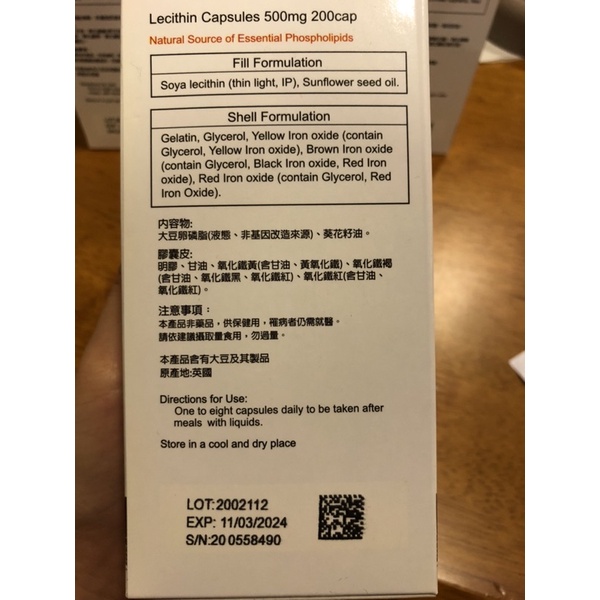 Lecithin Capsules 500mg 200cap
Natural Source of Essential Phospholipids
Fill Formulation
Soya lecithin (thin light, IP), Sunflower seed oil.
Shell Formulation
Gelatin, Glycerol, Yellow Iron oxide (contain
Glycerol, Yellow Iron oxide), Brown Iron oxide
(contain Glycerol, Black Iron oxide, Red Iron
oxide), Red Iron oxide (contain Glycerol, Red
Iron Oxide).
內容物:
大豆卵磷脂(液態、非基因改造來源)、葵花籽油。
膠囊皮:
明膠、甘油、氧化鐵黃(含甘油、黃氧化鐵)、氧化鐵褐
(含甘油、氧化鐵黑、氧化鐵紅)、氧化鐵紅(含甘油、
氧化鐵紅)。
注意事項：
本產品非藥品，供保健用，罹病者仍需就醫。
請依建議攝取量食用，勿過量。
本產品含有大豆及其製品
原產地:英國
Directions for Use:
One to eight capsules daily to be taken after
meals with liquids.
Store in a cool and dry place
LOT:2002112
EXP: 11/03/2024
S/N:20 0558490